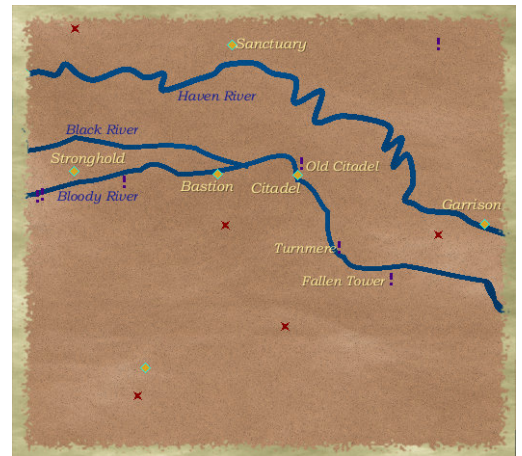 Sanctuary
Haven River
Black River
Stronghold
Old Citadel
Bastion
Citadel
Bloody River
Garrison
Turnmere
Fallen Tower